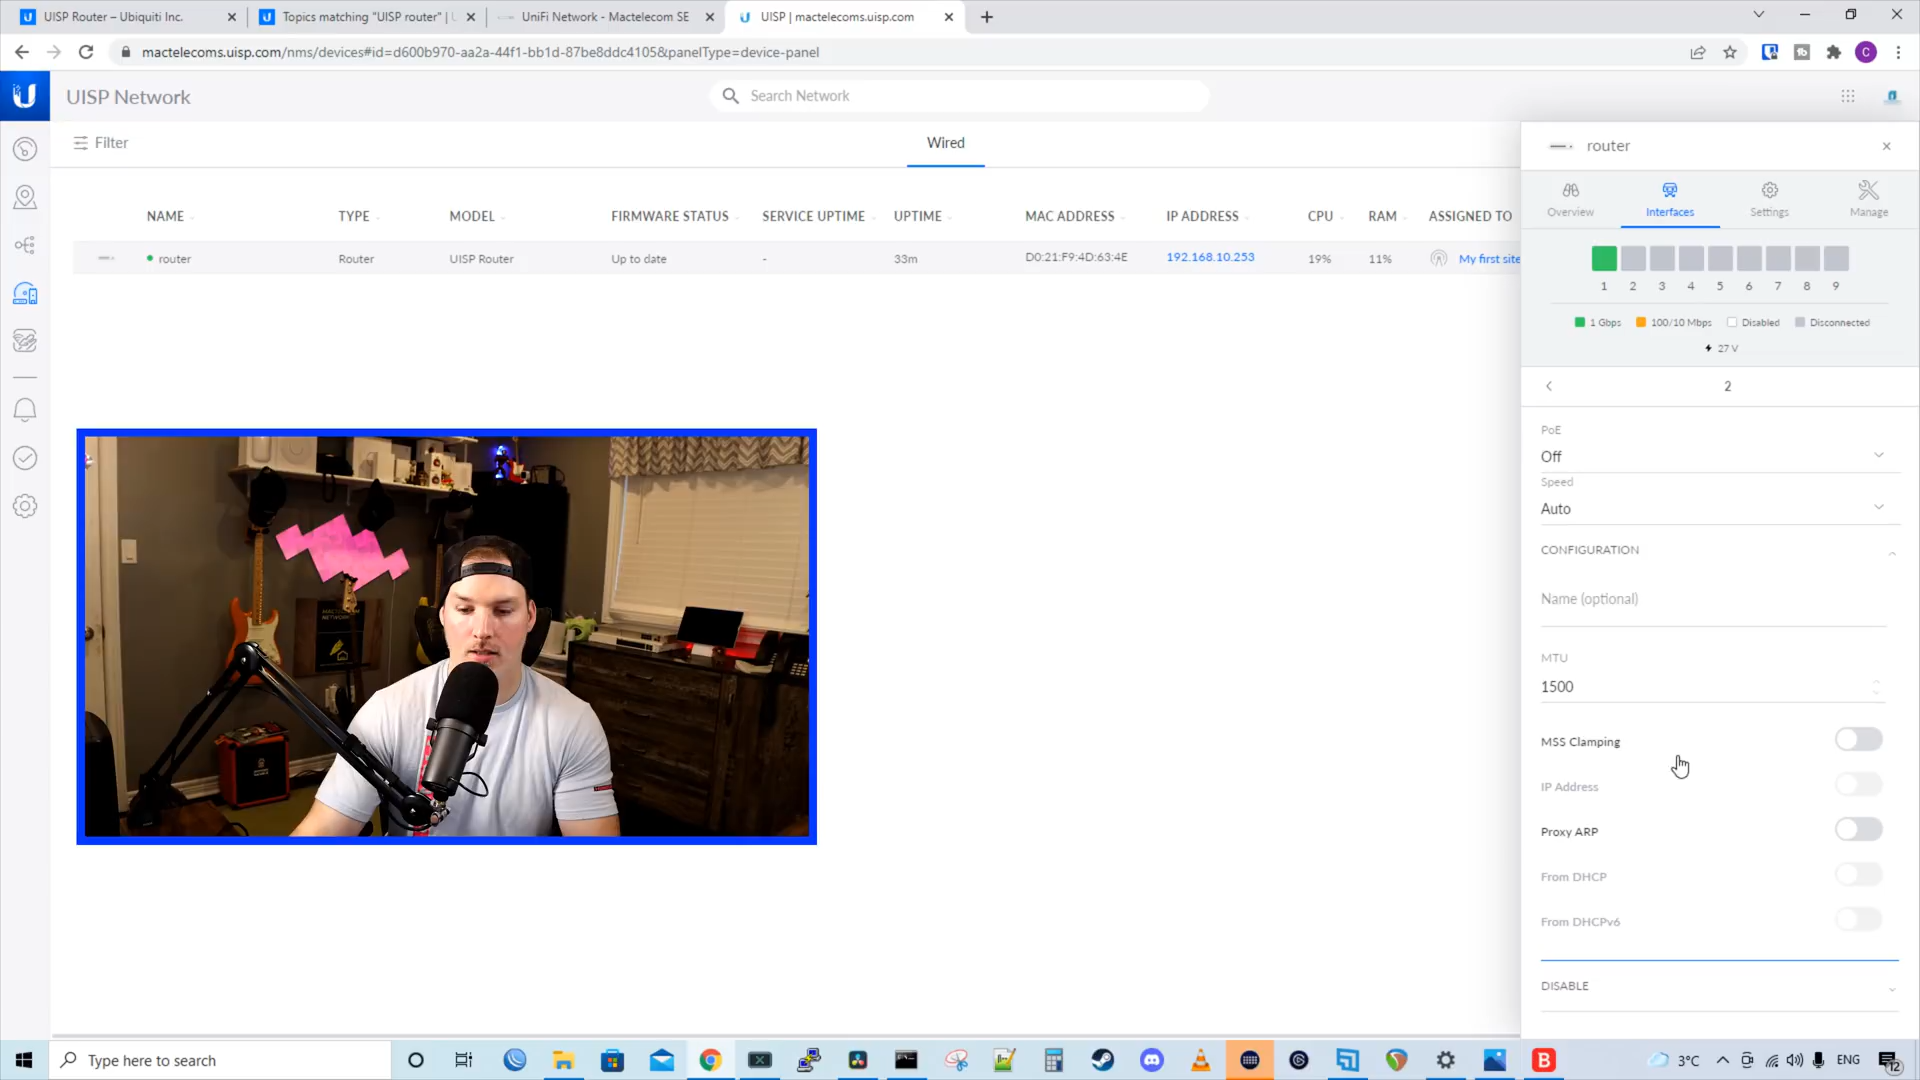 UISP Router – Ubiquiti Inc.
Topics matching "UISP router" | U
UniFi Network - Mactelecom SE
UISP | mactelecoms.uisp.com
mactelecoms.uisp.com/nms/devices#id=d600b970-aa2a-44f1-bb1d-87be8ddc4105&panelType=device-panel
C
UISP Network
Search Network
Filter
Wired
NAME TYPE MODEL FIRMWARE STATUS SERVICE UPTIME UPTIME MAC ADDRESS IP ADDRESS CPU RAM ASSIGNED TO
router Router UISP Router Up to date - 33m D0:21:F9:4D:63:4E 192.168.10.253 19% 11% My first site
router
Overview Interfaces Settings Manage
1 2 3 4 5 6 7 8 9
1 Gbps 100/10 Mbps Disabled Disconnected
27 V
2
PoE
Off
Speed
Auto
CONFIGURATION
Name (optional)
MTU
1500
MSS Clamping
IP Address
Proxy ARP
From DHCP
From DHCPv6
DISABLE
Type here to search
3°C
ENG
12